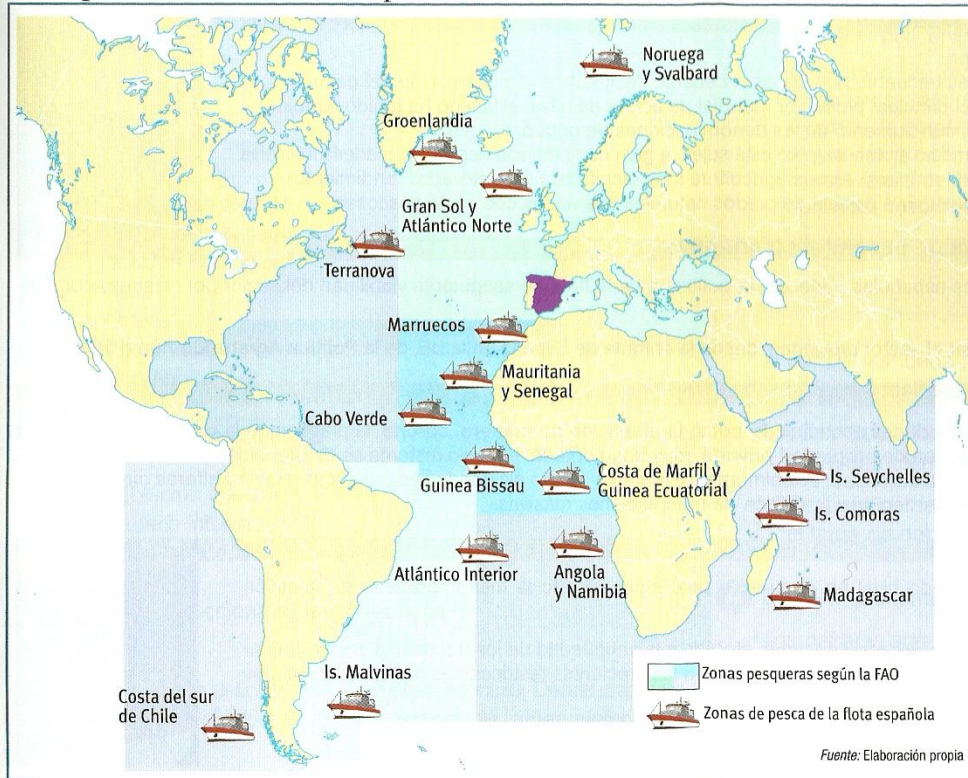 Noruega
y Svalbard
Groenlandia
Gran Sol y
Atlántico Norte
Terranova
Marruecos
Mauritania
y Senegal
Cabo Verde
Guinea Bissau
Costa de Marfil y
Guinea Ecuatorial
Is. Seychelles
Is. Comoras
Atlántico Interior
Angola
y Namibia
Madagascar
Is. Malvinas
Costa del sur
de Chile
Zonas pesqueras según la FAO
Zonas de pesca de la flota española
Fuente: Elaboración propia